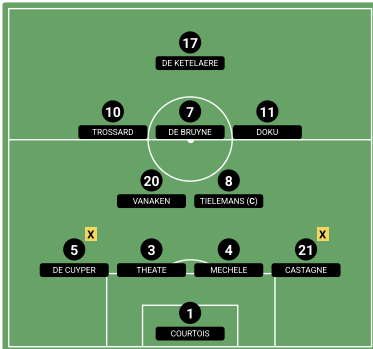 17
DE KETELAERE
10 7 11
TROSSARD DE BRUYNE DOKU
20 8
VANAKEN TIELEMANS (C)
X X
5 3 4 21
DE CUYPER THEATE MECHELE CASTAGNE
1
COURTOIS